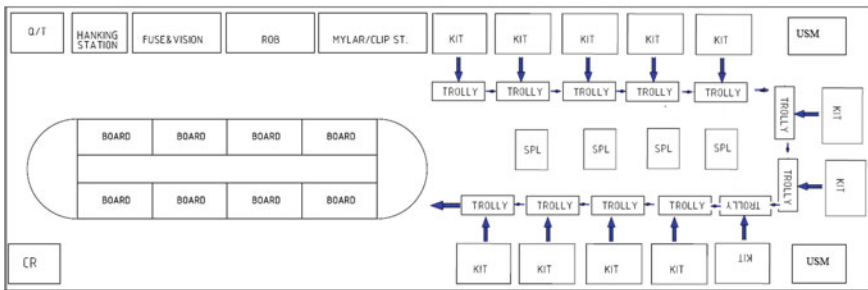 Q/T
HANKING
STATION
FUSE&VISION
ROB
MYLAR/CLIP ST.
KIT
KIT
KIT
KIT
KIT
USM
TROLLY
TROLLY
TROLLY
TROLLY
TROLLY
TROLLY
KIT
BOARD
BOARD
BOARD
BOARD
SPL
SPL
SPL
SPL
TROLLY
KIT
BOARD
BOARD
BOARD
BOARD
TROLLY
TROLLY
TROLLY
TROLLY
TROLLY
CR
KIT
KIT
KIT
KIT
KIT
USM